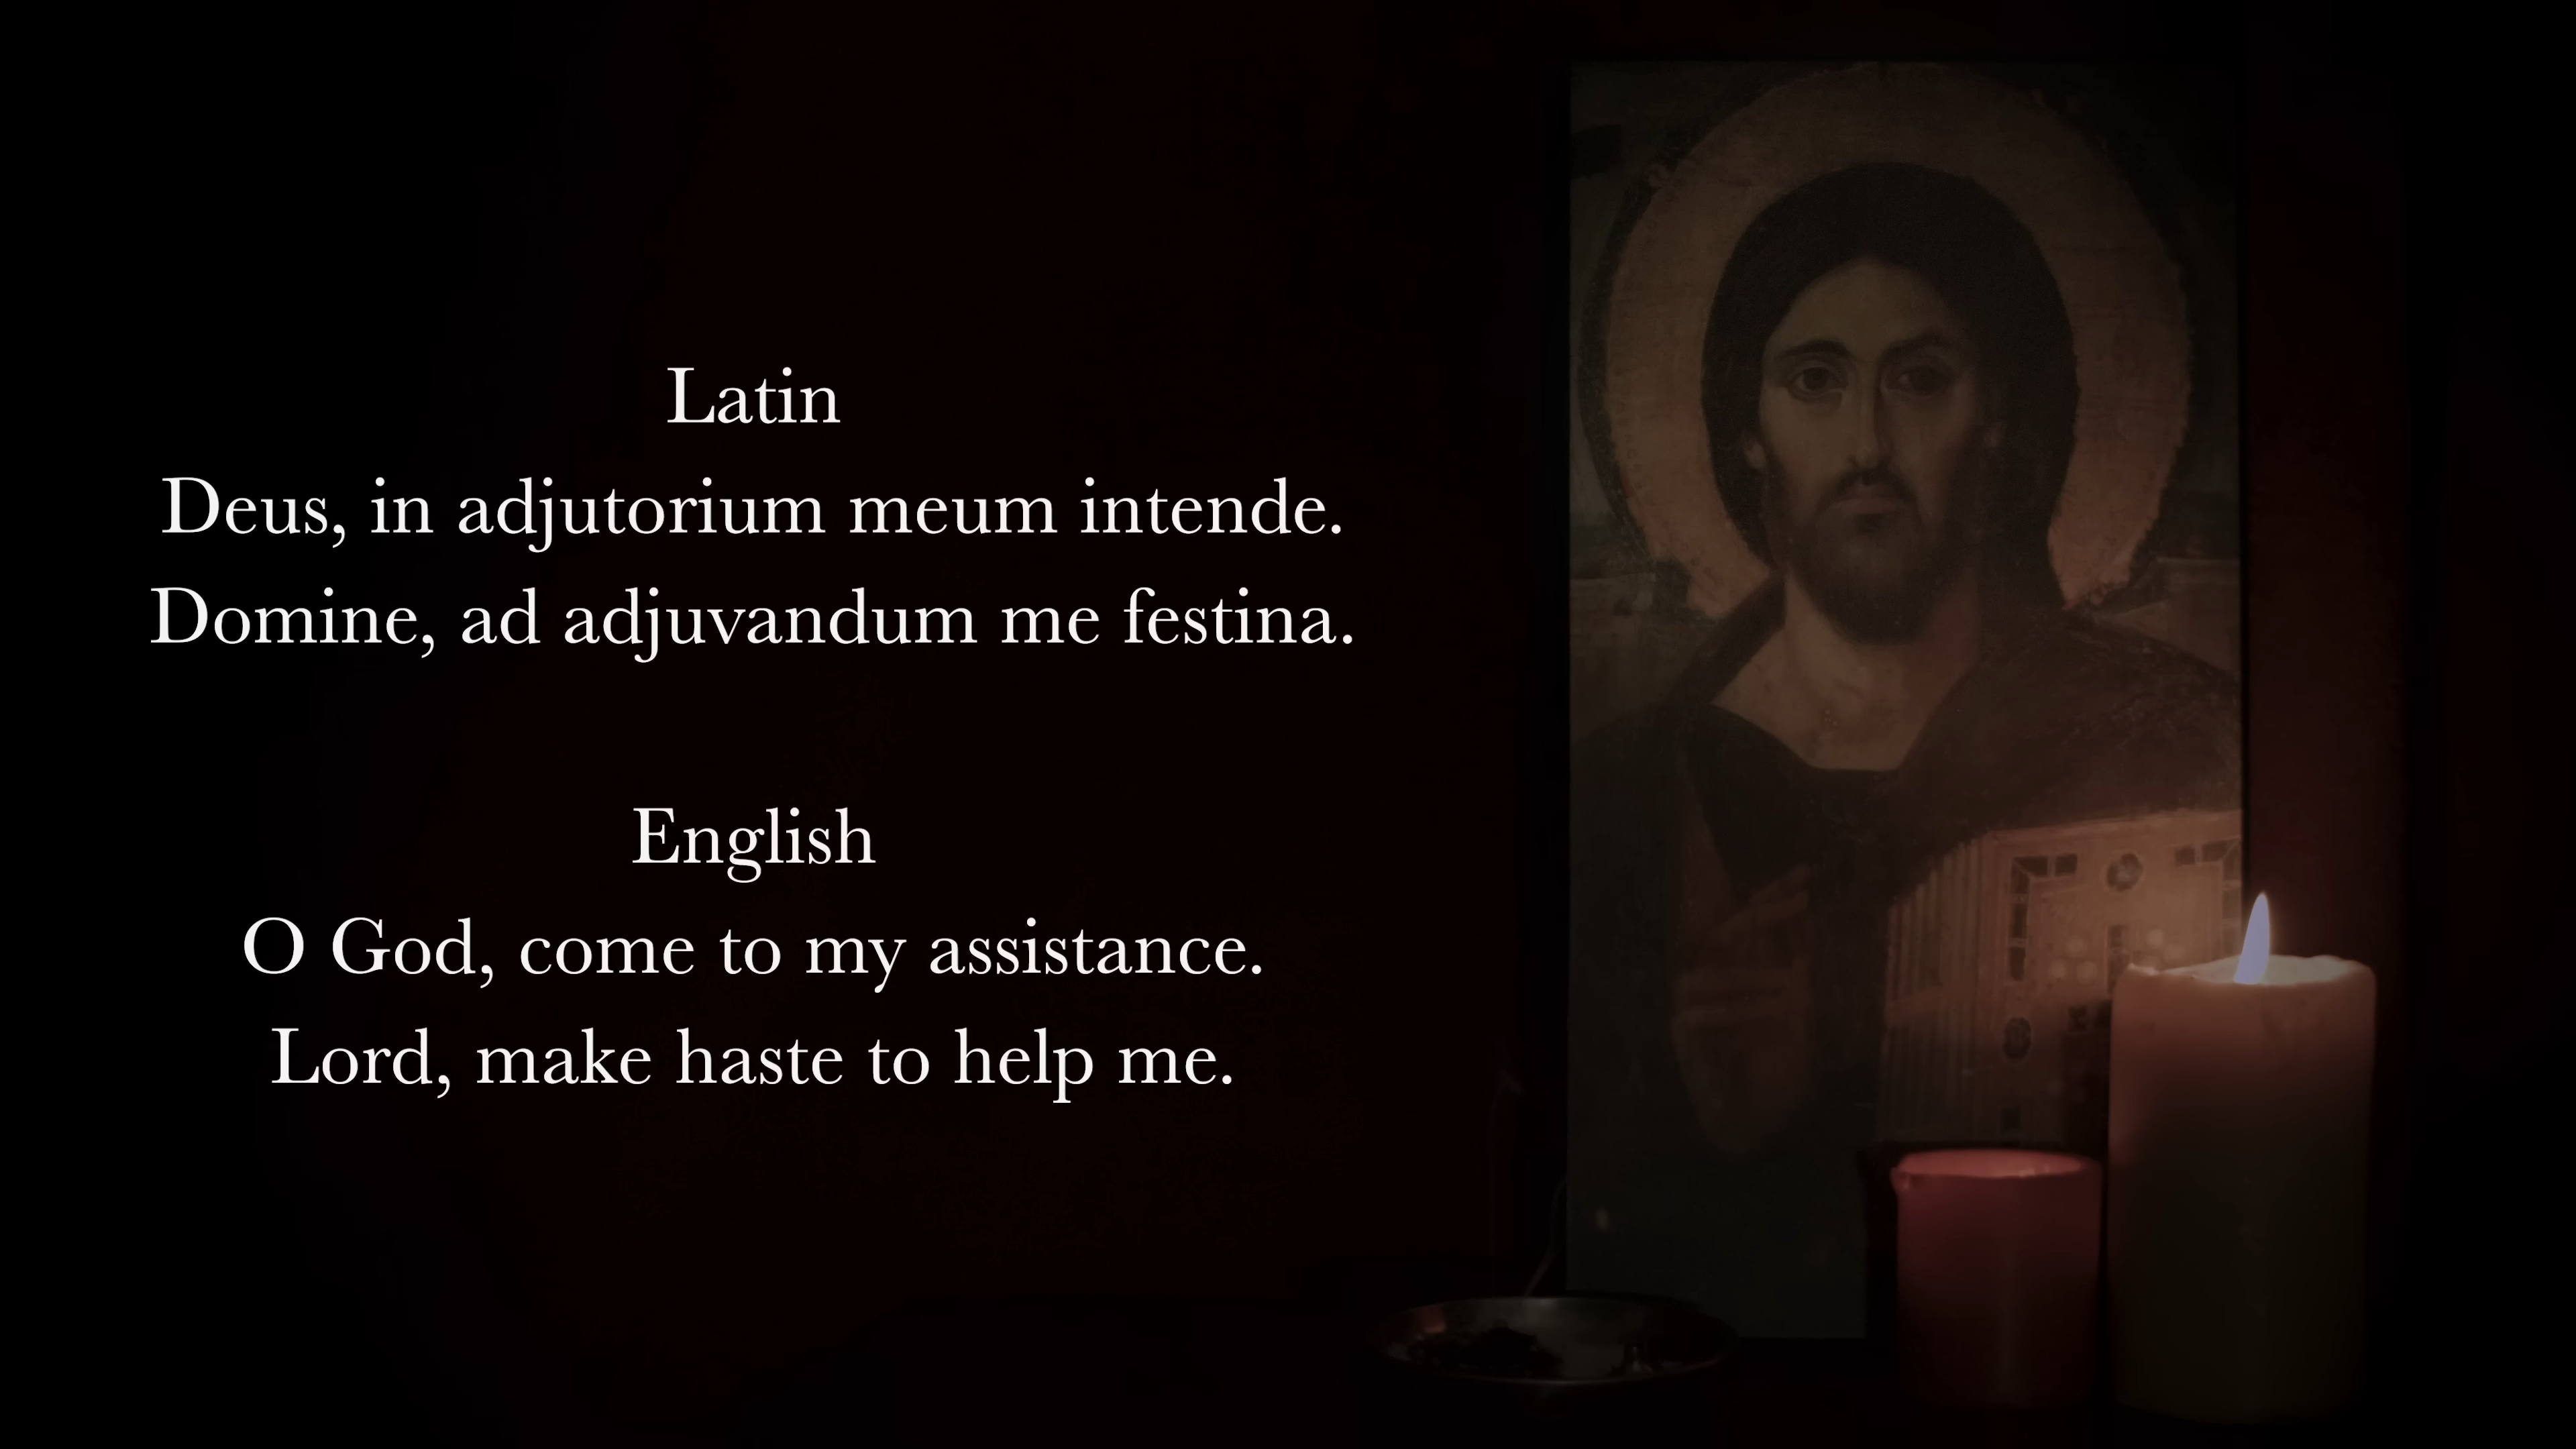 Latin
Deus, in adjutorium meum intende.
Domine, ad adjuvandum me festina.
English
O God, come to my assistance.
Lord, make haste to help me.